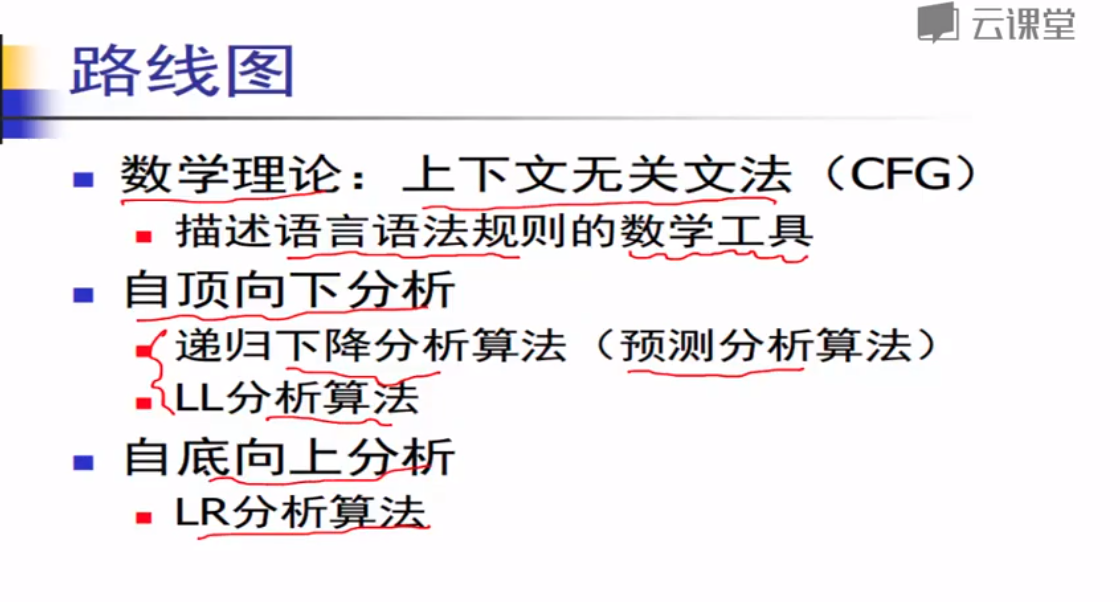 云课堂
路线图
数学理论：上下文无关文法（CFG）
描述语言语法规则的数学工具
自顶向下分析
递归下降分析算法（预测分析算法）
LL分析算法
自底向上分析
LR分析算法